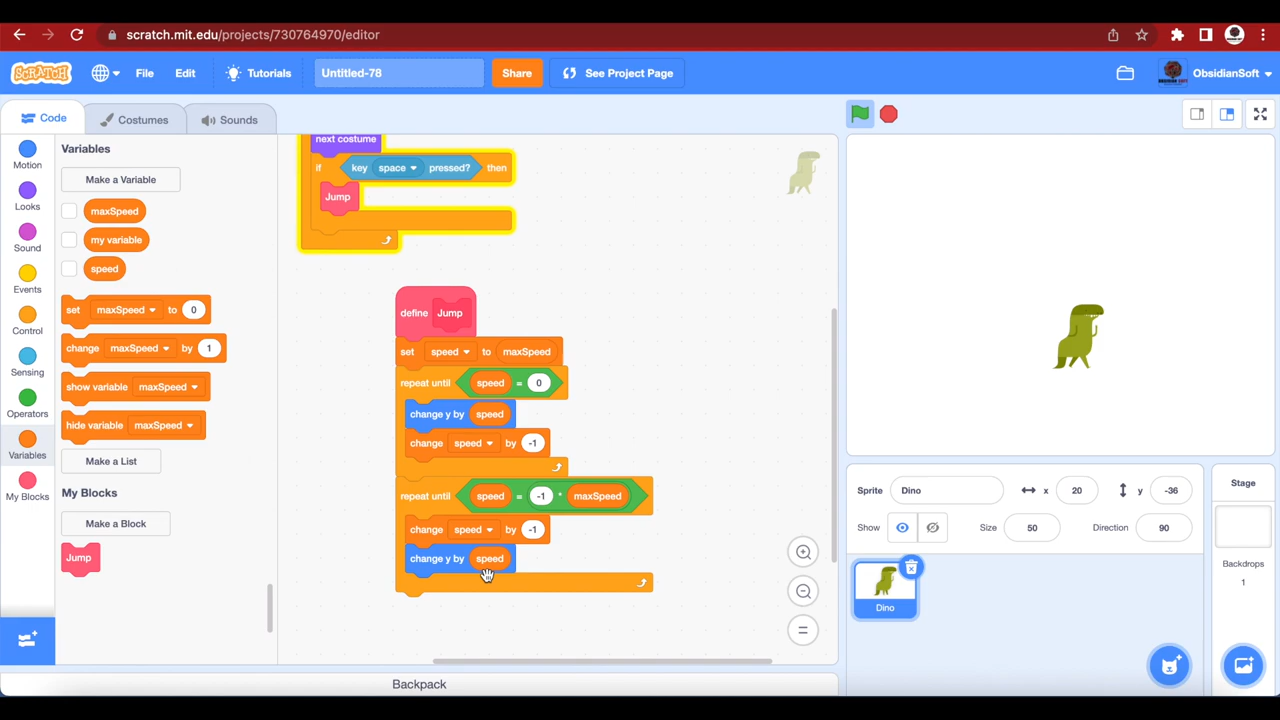 scratch.mit.edu/projects/730764970/editor
SCRATCH File Edit Tutorials Untitled-78 Share See Project Page ObsidianSoft
Code Costumes Sounds
Motion
Looks
Sound
Events
Control
Sensing
Operators
Variables
My Blocks
Variables
Make a Variable
maxSpeed
my variable
speed
set maxSpeed to 0
change maxSpeed by 1
show variable maxSpeed
hide variable maxSpeed
Make a List
My Blocks
Make a Block
Jump
next costume
if key space pressed? then
Jump
define Jump
set speed to maxSpeed
repeat until speed = 0
change y by speed
change speed by -1
repeat until speed = -1 * maxSpeed
change speed by -1
change y by speed
Backpack
Sprite Dino x 20 y -36
Show Size 50 Direction 90
Dino
Stage
Backdrops
1